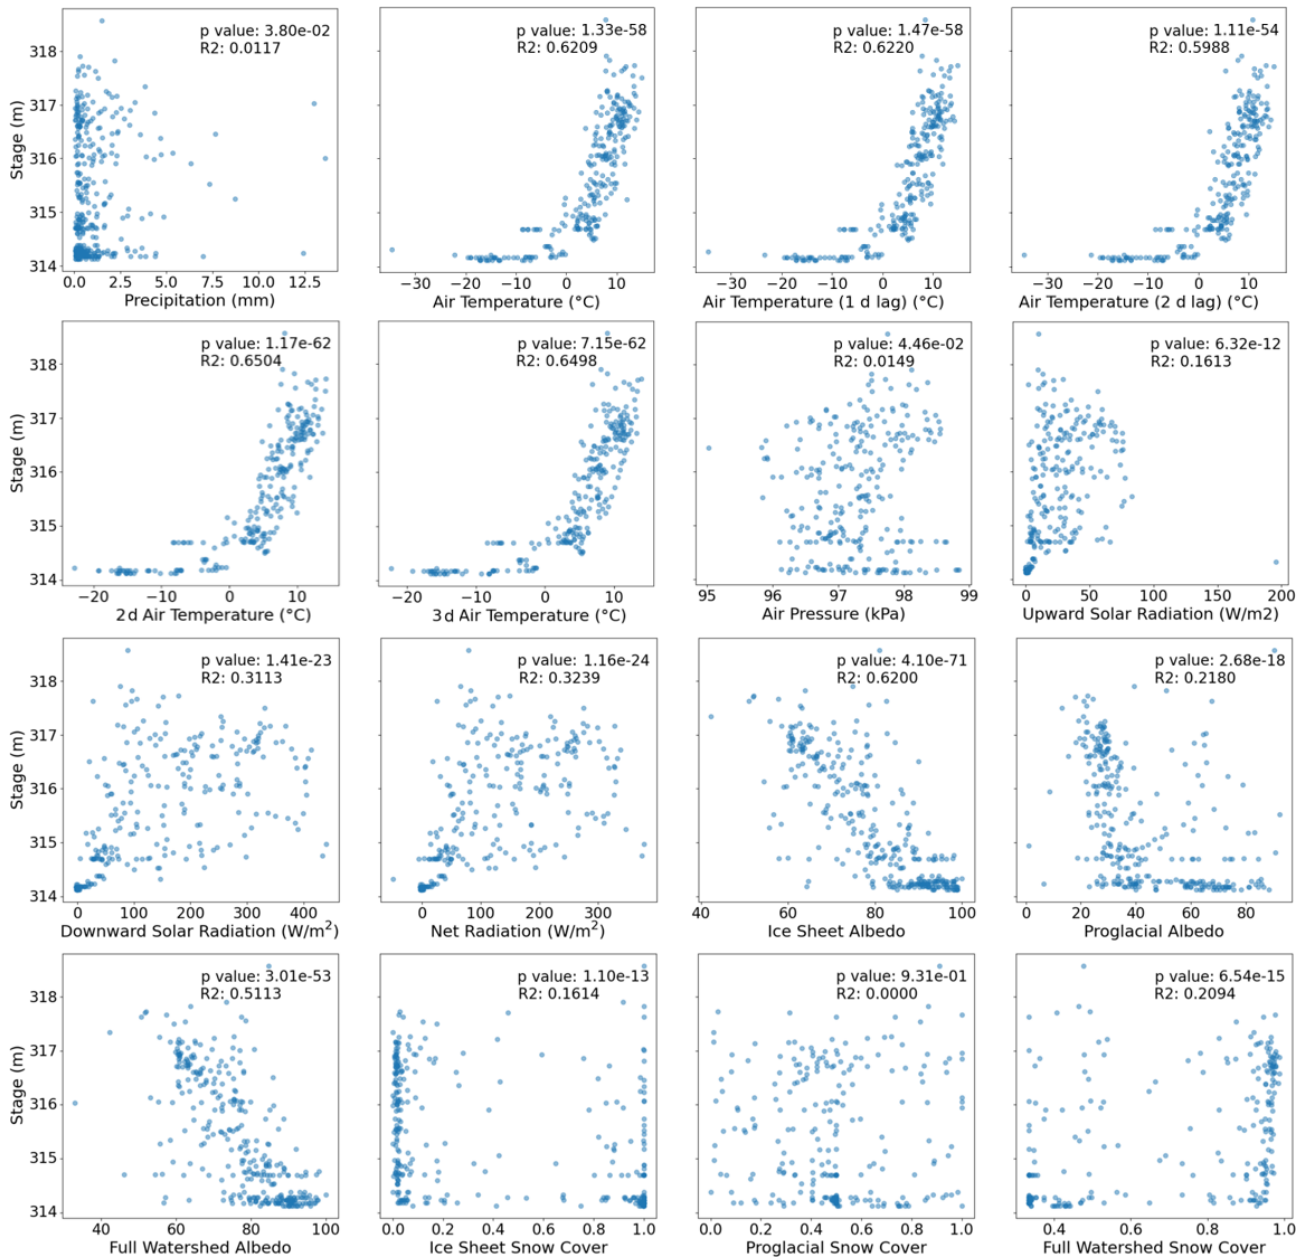 p value: 3.80e-02
R2: 0.0117
p value: 1.33e-58
R2: 0.6209
p value: 1.47e-58
R2: 0.6220
p value: 1.11e-54
R2: 0.5988
Stage (m)
318
317
316
315
314
0.0 2.5 5.0 7.5 10.0 12.5
−30 −20 −10 0 10
−30 −20 −10 0 10
−30 −20 −10 0 10
Precipitation (mm)
Air Temperature (°C)
Air Temperature (1 d lag) (°C)
Air Temperature (2 d lag) (°C)
p value: 1.17e-62
R2: 0.6504
p value: 7.15e-62
R2: 0.6498
p value: 4.46e-02
R2: 0.0149
p value: 6.32e-12
R2: 0.1613
Stage (m)
318
317
316
315
314
−20 −10 0 10
−20 −10 0 10
95 96 97 98 99
0 50 100 150 200
2d Air Temperature (°C)
3d Air Temperature (°C)
Air Pressure (kPa)
Upward Solar Radiation (W/m2)
p value: 1.41e-23
R2: 0.3113
p value: 1.16e-24
R2: 0.3239
p value: 4.10e-71
R2: 0.6200
p value: 2.68e-18
R2: 0.2180
Stage (m)
318
317
316
315
314
0 100 200 300 400
0 100 200 300
40 60 80 100
0 20 40 60 80
Downward Solar Radiation (W/m²)
Net Radiation (W/m²)
Ice Sheet Albedo
Proglacial Albedo
p value: 3.01e-53
R2: 0.5113
p value: 1.10e-13
R2: 0.1614
p value: 9.31e-01
R2: 0.0000
p value: 6.54e-15
R2: 0.2094
Stage (m)
318
317
316
315
314
40 60 80 100
0.0 0.2 0.4 0.6 0.8 1.0
0.0 0.2 0.4 0.6 0.8 1.0
0.4 0.6 0.8 1.0
Full Watershed Albedo
Ice Sheet Snow Cover
Proglacial Snow Cover
Full Watershed Snow Cover